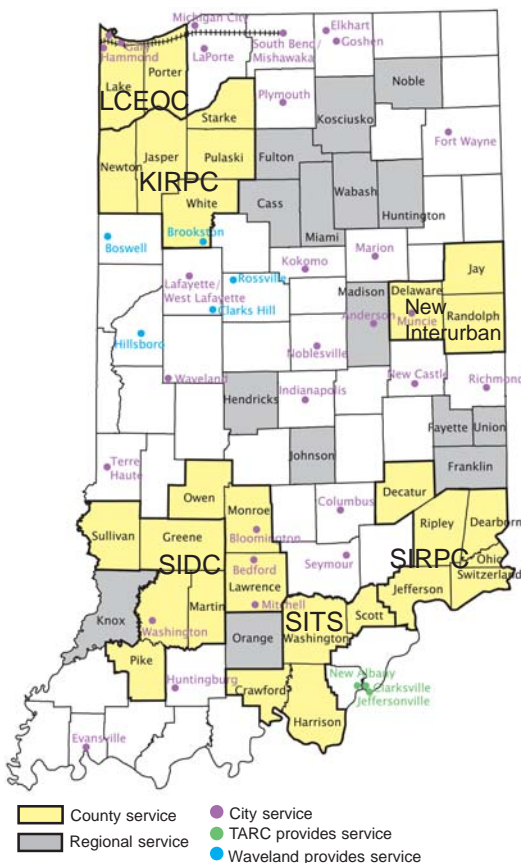 Michigan City
Elkhart
Gary
Hammond
LaPorte
South Bend/
Mishawaka
Goshen
Lake
Porter
LCEOC
Noble
Plymouth
Starke
Kosciusko
Fort Wayne
Newton
Jasper
Pulaski
Fulton
KIRPC
White
Cass
Wabash
Huntington
Miami
Brookston
Boswell
Marion
Kokomo
Rossville
Lafayette/
West Lafayette
Clarks Hill
Jay
Madison
Delaware
Randolph
New
Interurban
Muncie
Anderson
Hillsboro
Noblesville
Waveland
New Castle
Richmond
Indianapolis
Hendricks
Fayette
Union
Johnson
Franklin
Terre
Haute
Owen
Decatur
Monroe
Columbus
Ripley
Dearborn
Sullivan
Greene
Bloomington
SIDC
Bedford
Seymour
SIRPC
Ohio
Switzerland
Lawrence
Jefferson
Martin
Mitchell
SITS
Scott
Knox
Washington
Orange
Washington
Pike
New Albany
Clarksville
Jeffersonville
Huntingburg
Crawford
Harrison
Evansville
County service
Regional service
City service
TARC provides service
Waveland provides service